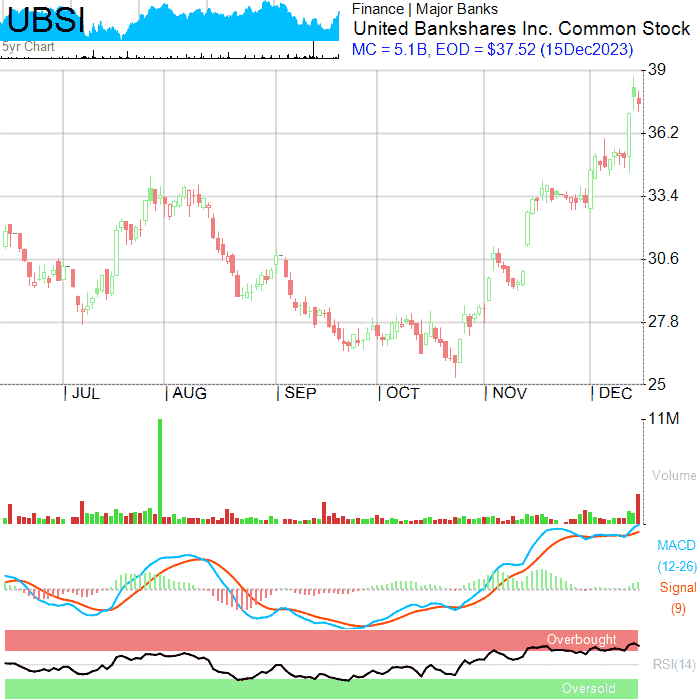 UBSI
5yr Chart
Finance | Major Banks
United Bankshares Inc. Common Stock
MC = 5.1B, EOD = $37.52 (15Dec2023)
39
36.2
33.4
30.6
27.8
25
JUL AUG SEP OCT NOV DEC
11M
Volume
MACD
(12-26)
Signal
(9)
Overbought
RSI(14)
Oversold